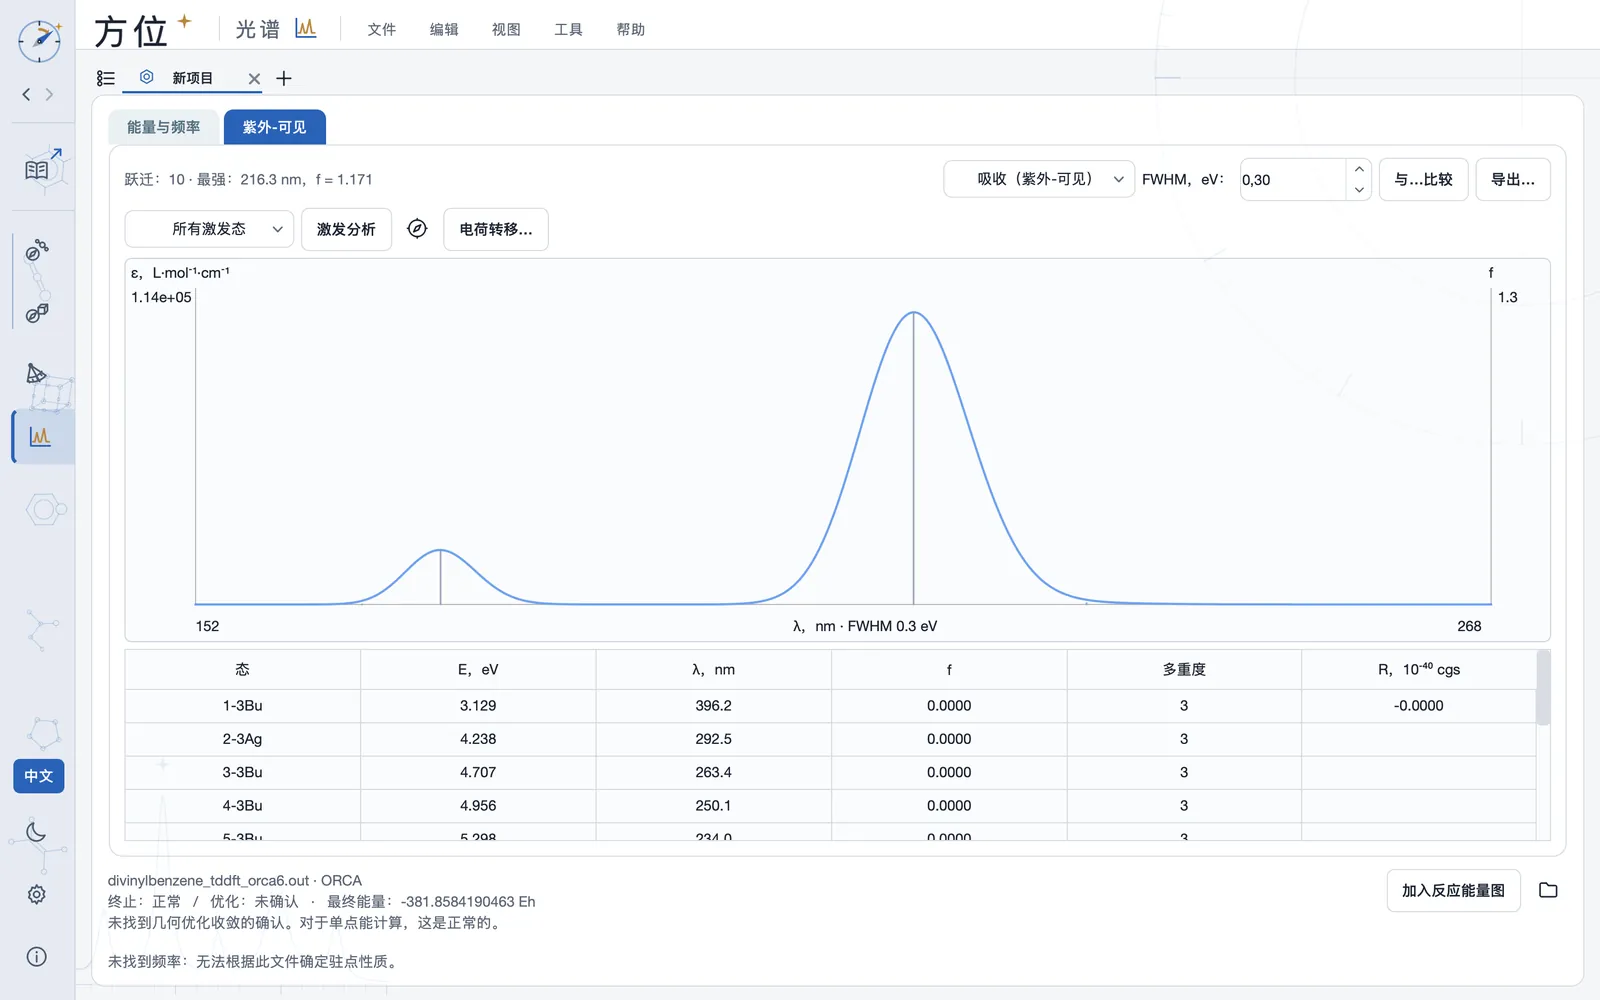 方位 光谱 文件 编辑 视图 工具 帮助
新项目
能量与频率 紫外-可见
跃迁：10 · 最强：216.3 nm，f = 1.171 吸收（紫外-可见） FWHM，eV： 0,30 与...比较 导出...
所有激发态 激发分析 电荷转移...
ε，L·mol⁻¹·cm⁻¹ f
1.14e+05 1.3
152 λ，nm · FWHM 0.3 eV 268
态 E，eV λ，nm f 多重度 R，10⁻⁴⁰ cgs
1-3Bu 3.129 396.2 0.0000 3 -0.0000
2-3Ag 4.238 292.5 0.0000 3
3-3Bu 4.707 263.4 0.0000 3
4-3Bu 4.956 250.1 0.0000 3
5-3Bu 5.298 234.0 0.0000 3
中文
divinylbenzene_tddft_orca6.out · ORCA
终止：正常 / 优化：未确认 · 最终能量：-381.8584190463 Eh
未找到几何优化收敛的确认。对于单点能计算，这是正常的。
加入反应能量图
未找到频率：无法根据此文件确定驻点性质。